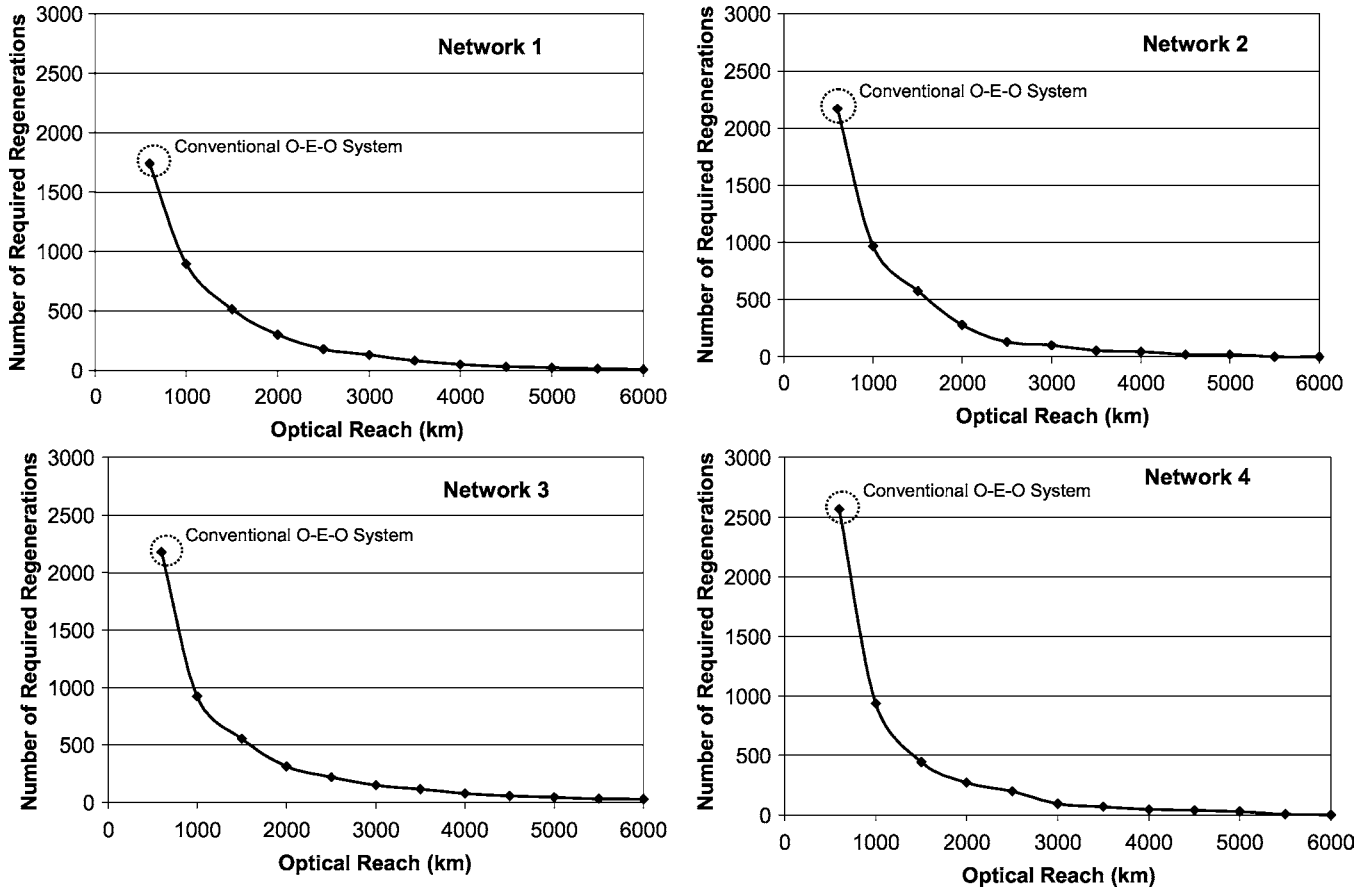 Network 1
Conventional O-E-O System
Number of Required Regenerations
3000
2500
2000
1500
1000
500
0
0 1000 2000 3000 4000 5000 6000
Optical Reach (km)
Network 2
Conventional O-E-O System
Number of Required Regenerations
3000
2500
2000
1500
1000
500
0
0 1000 2000 3000 4000 5000 6000
Optical Reach (km)
Network 3
Conventional O-E-O System
Number of Required Regenerations
3000
2500
2000
1500
1000
500
0
0 1000 2000 3000 4000 5000 6000
Optical Reach (km)
Network 4
Conventional O-E-O System
Number of Required Regenerations
3000
2500
2000
1500
1000
500
0
0 1000 2000 3000 4000 5000 6000
Optical Reach (km)